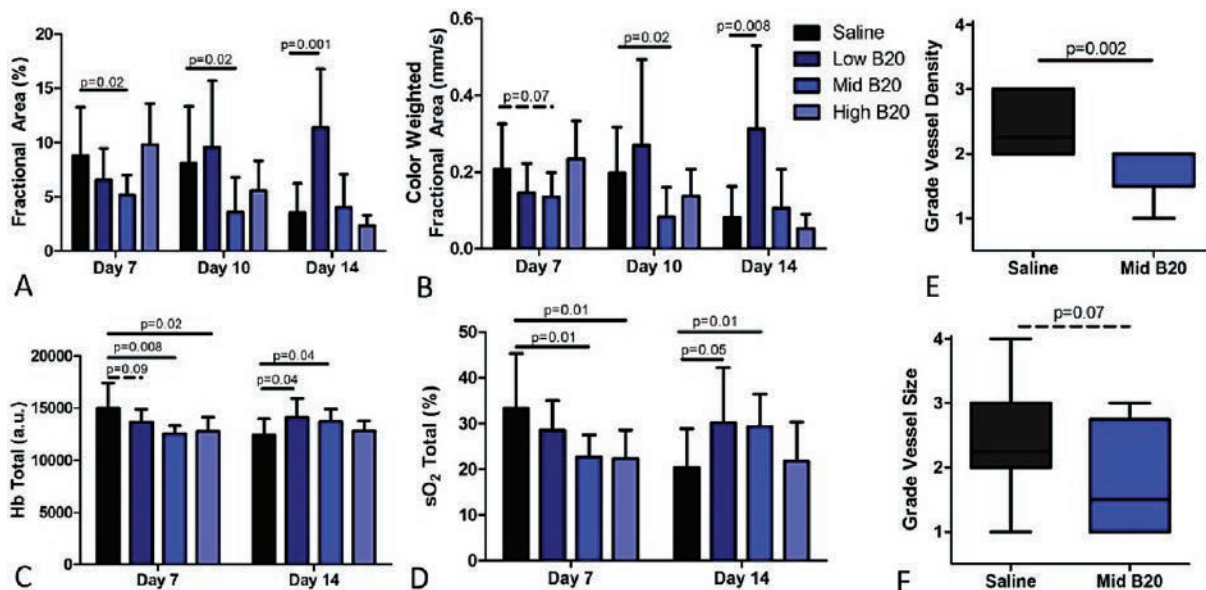 Fractional Area (%)
20
15
10
5
0
p=0.02
p=0.02
p=0.001
Day 7
Day 10
Day 14
A
Color Weighted
Fractional Area (mm/s)
0.6
0.4
0.2
0.0
p=0.07
p=0.02
p=0.008
Saline
Low B20
Mid B20
High B20
Day 7
Day 10
Day 14
B
Grade Vessel Density
4
3
2
1
p=0.002
Saline
Mid B20
E
Hb Total (a.u.)
20000
15000
10000
5000
0
p=0.02
p=0.008
p=0.09
p=0.04
p=0.04
Day 7
Day 14
C
sO2 Total (%)
50
40
30
20
10
0
p=0.01
p=0.01
p=0.01
p=0.05
Day 7
Day 14
D
Grade Vessel Size
4
3
2
1
p=0.07
Saline
Mid B20
F